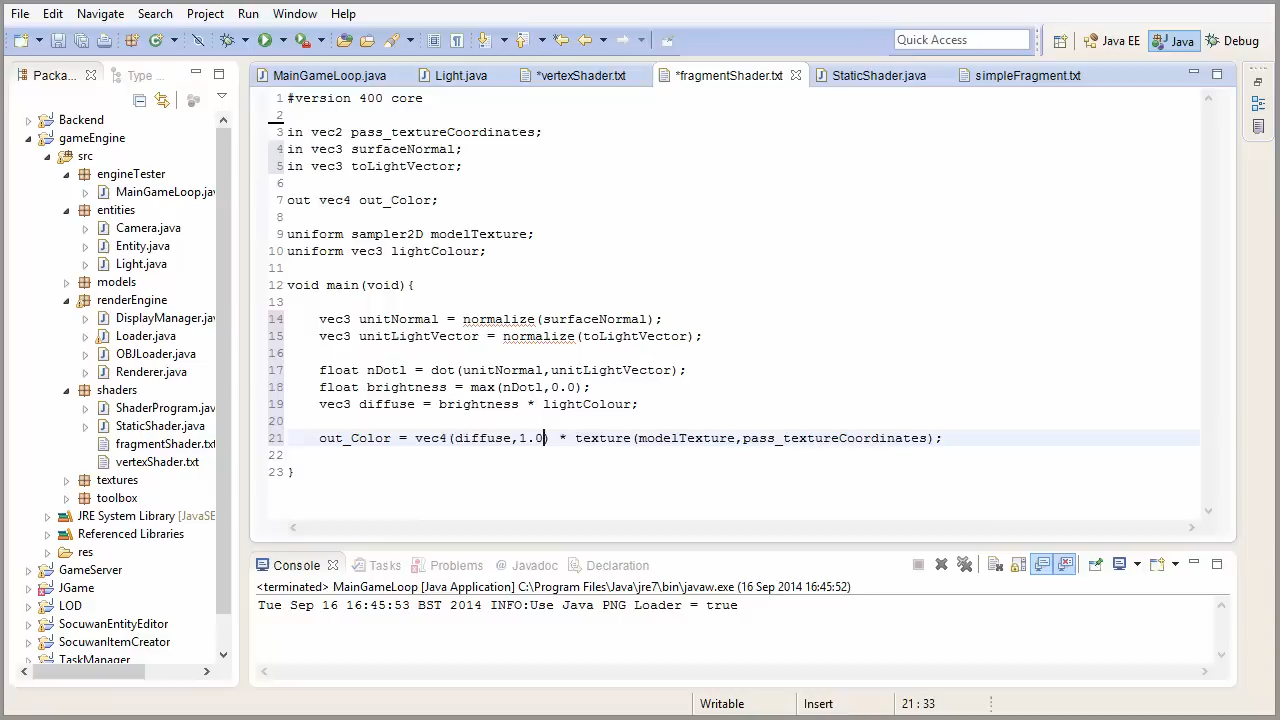 File Edit Navigate Search Project Run Window Help
Quick Access
Java EE
Java
Debug
Packa...
Type ...
MainGameLoop.java
Light.java
*vertexShader.txt
*fragmentShader.txt
StaticShader.java
simpleFragment.txt
Backend
gameEngine
src
engineTester
MainGameLoop.jav
entities
Camera.java
Entity.java
Light.java
models
renderEngine
DisplayManager.jav
Loader.java
OBJLoader.java
Renderer.java
shaders
ShaderProgram.jav
StaticShader.java
fragmentShader.txt
vertexShader.txt
textures
toolbox
JRE System Library [JavaSE
Referenced Libraries
res
GameServer
JGame
LOD
SocuwanEntityEditor
SocuwanItemCreator
TaskManager
1 #version 400 core
2
3 in vec2 pass_textureCoordinates;
4 in vec3 surfaceNormal;
5 in vec3 toLightVector;
6
7 out vec4 out_Color;
8
9 uniform sampler2D modelTexture;
10 uniform vec3 lightColour;
11
12 void main(void){
13
14 vec3 unitNormal = normalize(surfaceNormal);
15 vec3 unitLightVector = normalize(toLightVector);
16
17 float nDotl = dot(unitNormal,unitLightVector);
18 float brightness = max(nDotl,0.0);
19 vec3 diffuse = brightness * lightColour;
20
21 out_Color = vec4(diffuse,1.0) * texture(modelTexture,pass_textureCoordinates);
22
23 }
Console Tasks Problems @ Javadoc Declaration
<terminated> MainGameLoop [Java Application] C:\Program Files\Java\jre7\bin\javaw.exe (16 Sep 2014 16:45:52)
Tue Sep 16 16:45:53 BST 2014 INFO:Use Java PNG Loader = true
Writable Insert 21 : 33